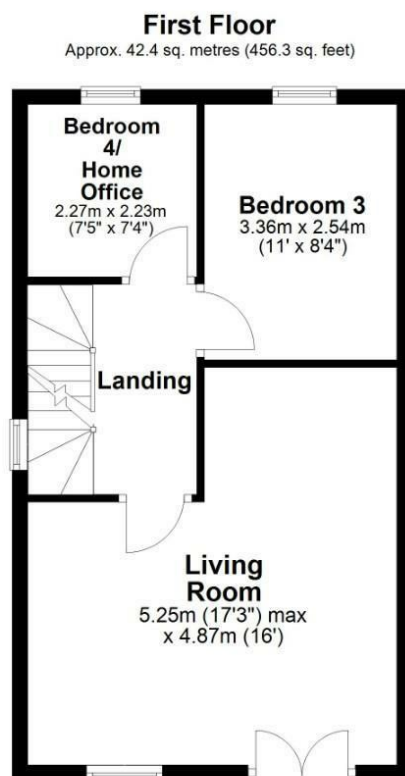 First Floor
Approx. 42.4 sq. metres (456.3 sq. feet)
Bedroom
4/
Home
Office
2.27m x 2.23m
(7'5" x 7'4")
Bedroom 3
3.36m x 2.54m
(11' x 8'4")
Landing
Living
Room
5.25m (17'3") max
x 4.87m (16')